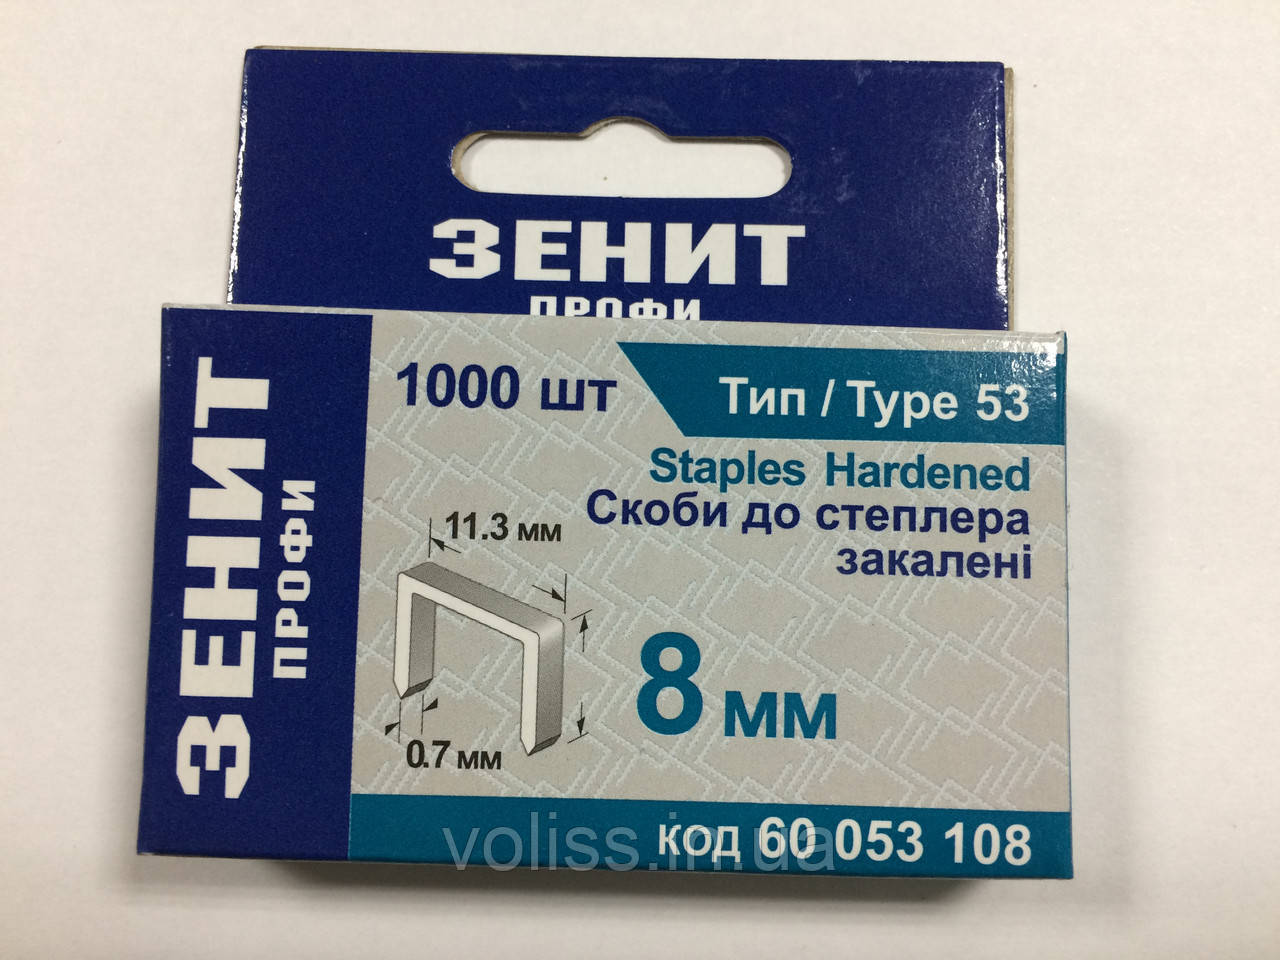 ЗЕНИТ
ПРОФИ
ЗЕНИТ
ПРОФИ
1000 шт
Тип / Type 53
Staples Hardened
Скоби до степлера
закалені
11.3 мм
0.7 мм
8 мм
код 60 053 108
voliss.in.ua